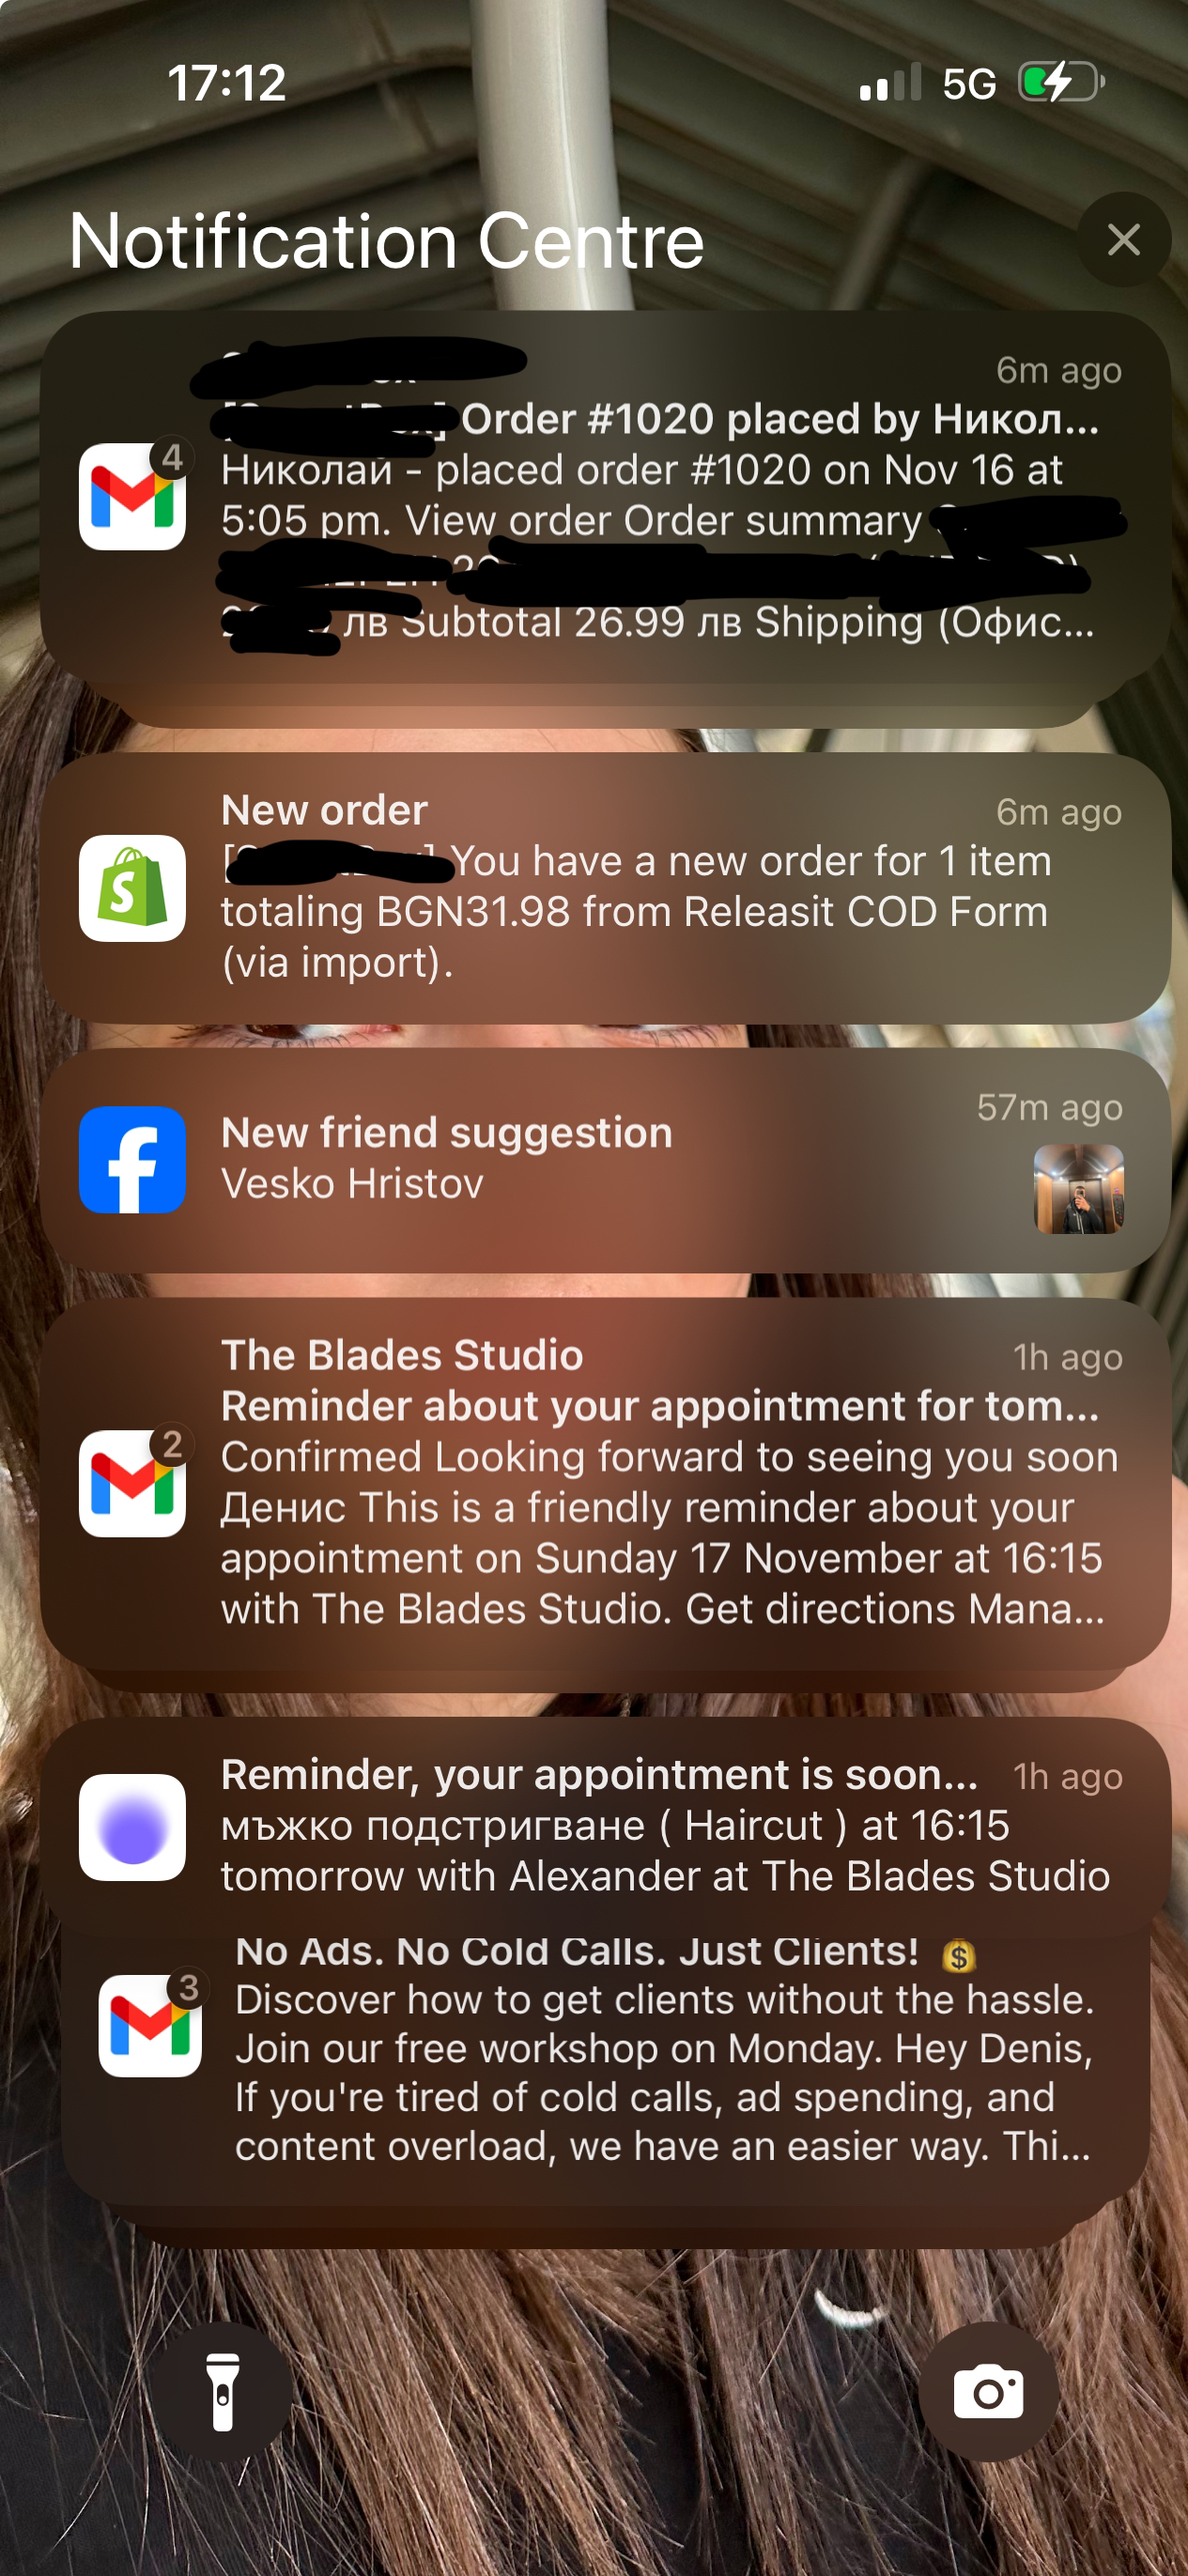 17:12
5G
Notification Centre
6m ago
Order #1020 placed by Никол...
4
Николай - placed order #1020 on Nov 16 at
5:05 pm. View order Order summary
лв Subtotal 26.99 лв Shipping (Офис...
New order
6m ago
You have a new order for 1 item
totaling BGN31.98 from Releasit COD Form
(via import).
57m ago
New friend suggestion
Vesko Hristov
The Blades Studio
1h ago
Reminder about your appointment for tom...
2
Confirmed Looking forward to seeing you soon
Денис This is a friendly reminder about your
appointment on Sunday 17 November at 16:15
with The Blades Studio. Get directions Mana...
Reminder, your appointment is soon...
1h ago
мъжко подстригване ( Haircut ) at 16:15
tomorrow with Alexander at The Blades Studio
No Ads. No Cold Calls. Just Clients! 💰
3
Discover how to get clients without the hassle.
Join our free workshop on Monday. Hey Denis,
If you're tired of cold calls, ad spending, and
content overload, we have an easier way. Thi...